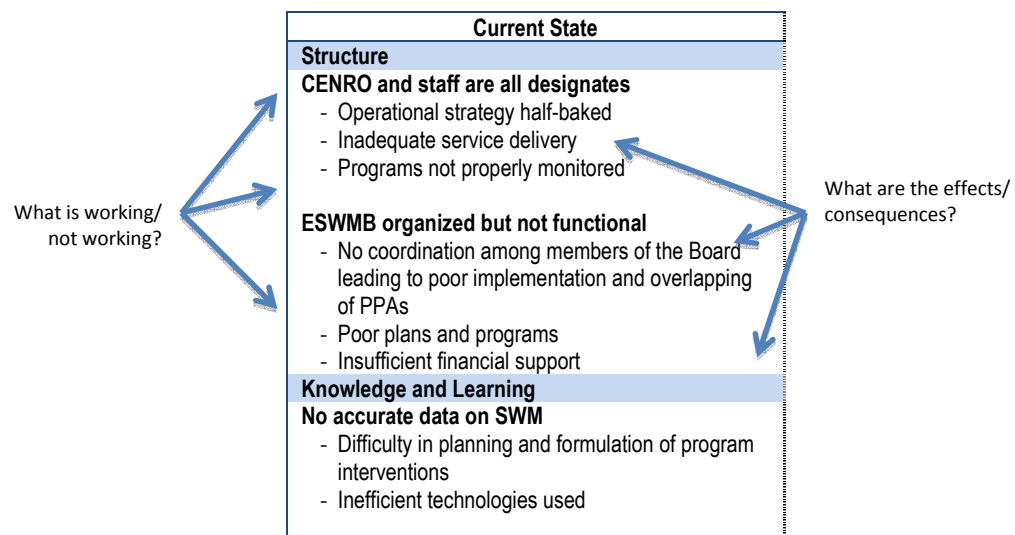 Current State
Structure
CENRO and staff are all designates
- Operational strategy half-baked
- Inadequate service delivery
- Programs not properly monitored
What is working/
not working?
What are the effects/
consequences?
ESWMB organized but not functional
- No coordination among members of the Board
leading to poor implementation and overlapping
of PPAs
- Poor plans and programs
- Insufficient financial support
Knowledge and Learning
No accurate data on SWM
- Difficulty in planning and formulation of program
interventions
- Inefficient technologies used